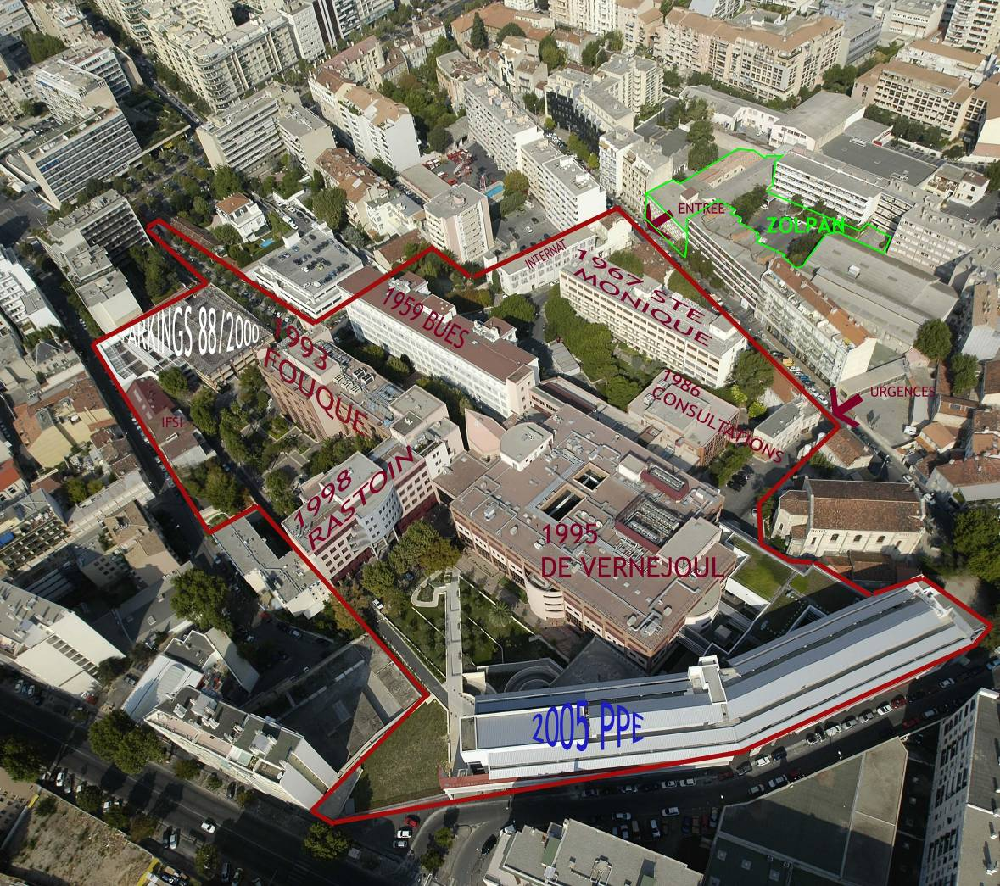 ENTREE
ZOLPAN
INTERNAT
1967 STE
MONIQUE
1959 BUES
PARKINGS 88/2000
1993
FOUQUE
1986
CONSULTATIONS
URGENCES
IFSI
1998
RASTOIN
1995
DE VERNEJOUL
2005 PPE